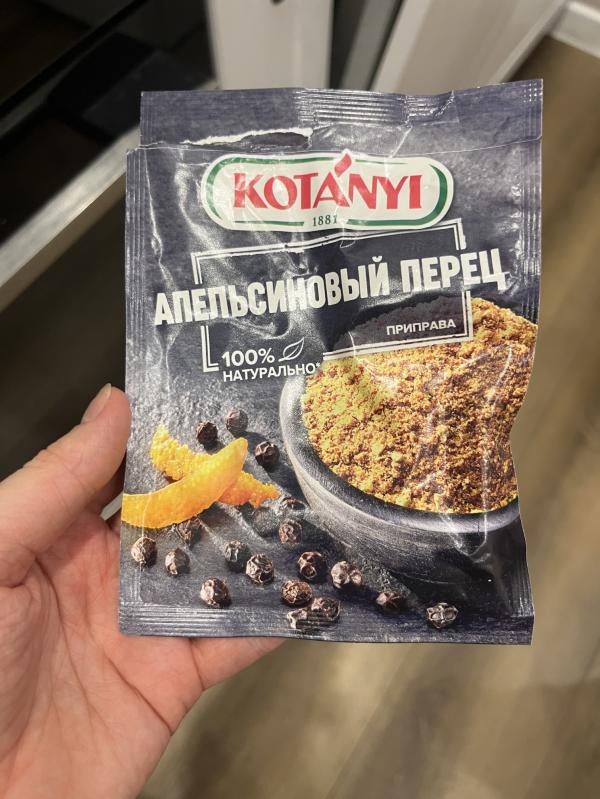 KOTÁNYI
1881
АПЕЛЬСИНОВЫЙ ПЕРЕЦ
ПРИПРАВА
100%
НАТУРАЛЬНО*